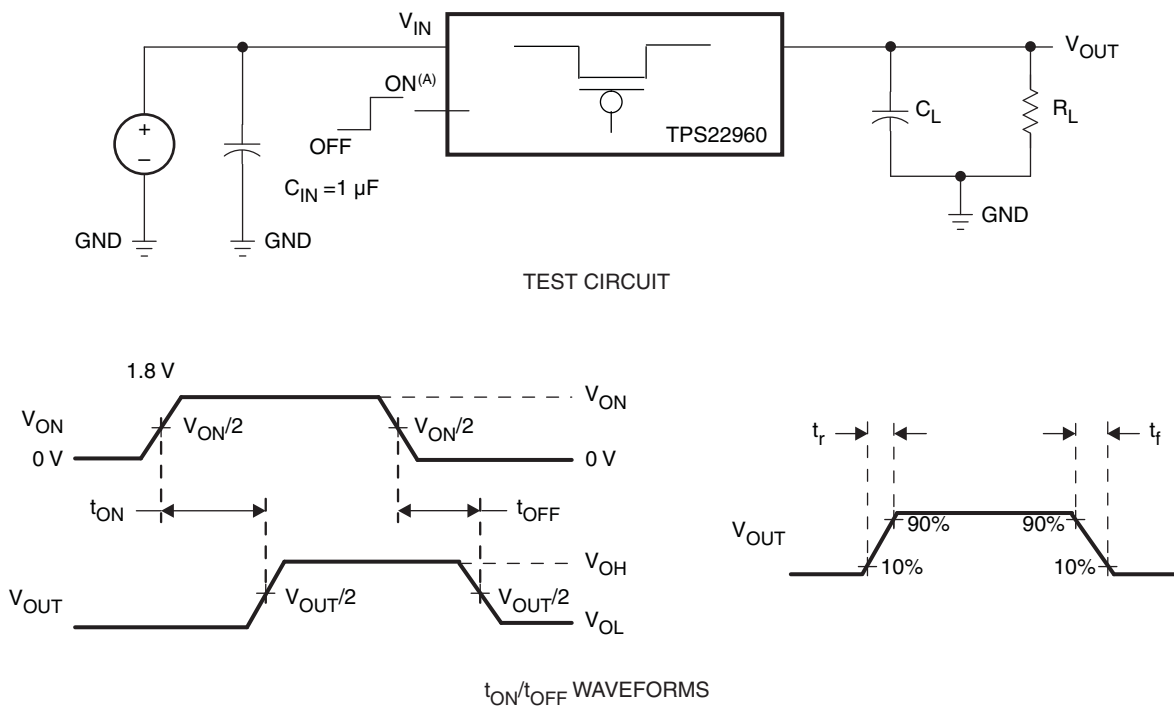 V_IN
V_OUT
ON(A)
OFF
C_IN =1 µF
TPS22960
C_L
R_L
+
–
GND
GND
GND
TEST CIRCUIT
1.8 V
V_ON
0 V
V_ON/2
V_ON/2
V_ON
0 V
t_ON
t_OFF
V_OUT
V_OUT/2
V_OUT/2
V_OH
V_OL
t_r
t_f
V_OUT
90%
90%
10%
10%
t_ON/t_OFF WAVEFORMS